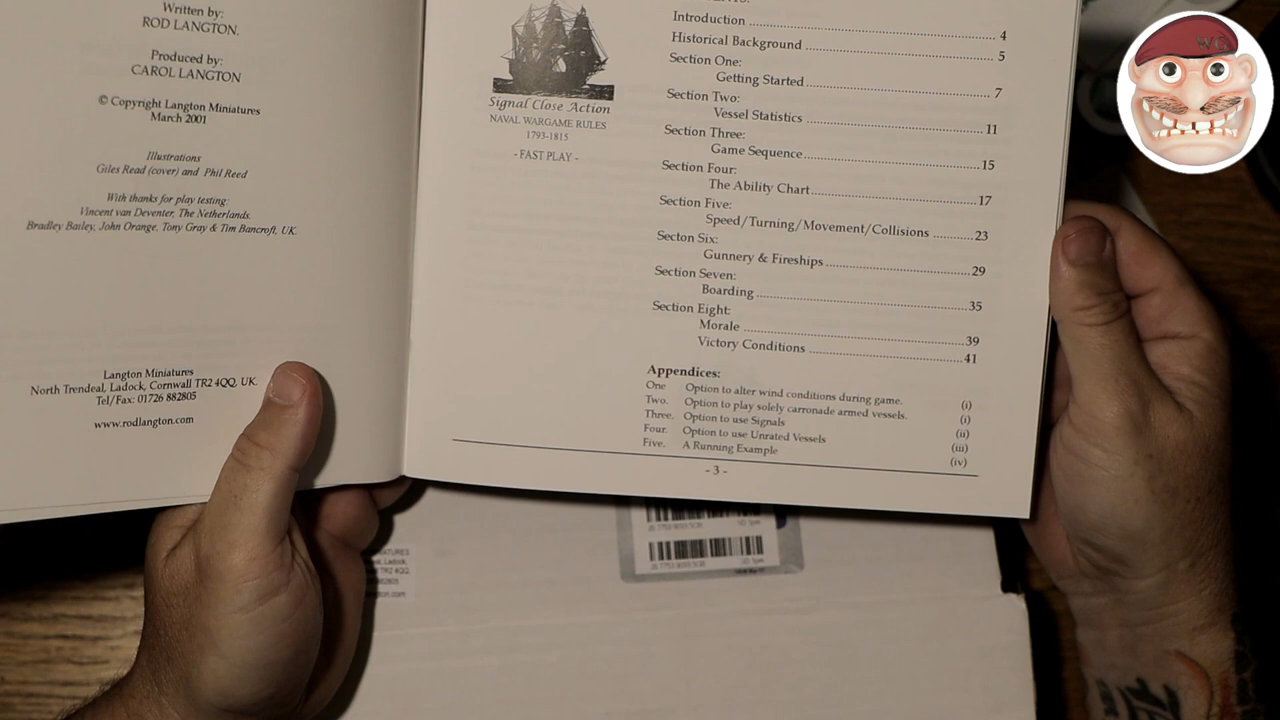 Written by:
ROD LANGTON.
Produced by:
CAROL LANGTON
© Copyright Langton Miniatures
March 2001
Illustrations
Giles Read (cover) and Phil Reed
With thanks for play testing:
Vincent van Deventer, The Netherlands.
Bradley Bailey, John Orange, Tony Gray & Tim Bancroft, UK.
Langton Miniatures
North Trendeal, Ladock, Cornwall TR2 4QQ, UK.
Tel/Fax: 01726 882805
www.rodlangton.com
Signal Close Action
NAVAL WARGAME RULES
1793-1815
- FAST PLAY -
Introduction 4
Historical Background 5
Section One:
Getting Started 7
Section Two:
Vessel Statistics 11
Section Three:
Game Sequence 15
Section Four:
The Ability Chart 17
Section Five:
Speed/Turning/Movement/Collisions 23
Secton Six:
Gunnery & Fireships 29
Section Seven:
Boarding 35
Section Eight:
Morale 39
Victory Conditions 41
Appendices:
One Option to alter wind conditions during game. (i)
Two. Option to play solely carronade armed vessels. (i)
Three. Option to use Signals (ii)
Four. Option to use Unrated Vessels (iii)
Five. A Running Example (iv)
- 3 -
WG